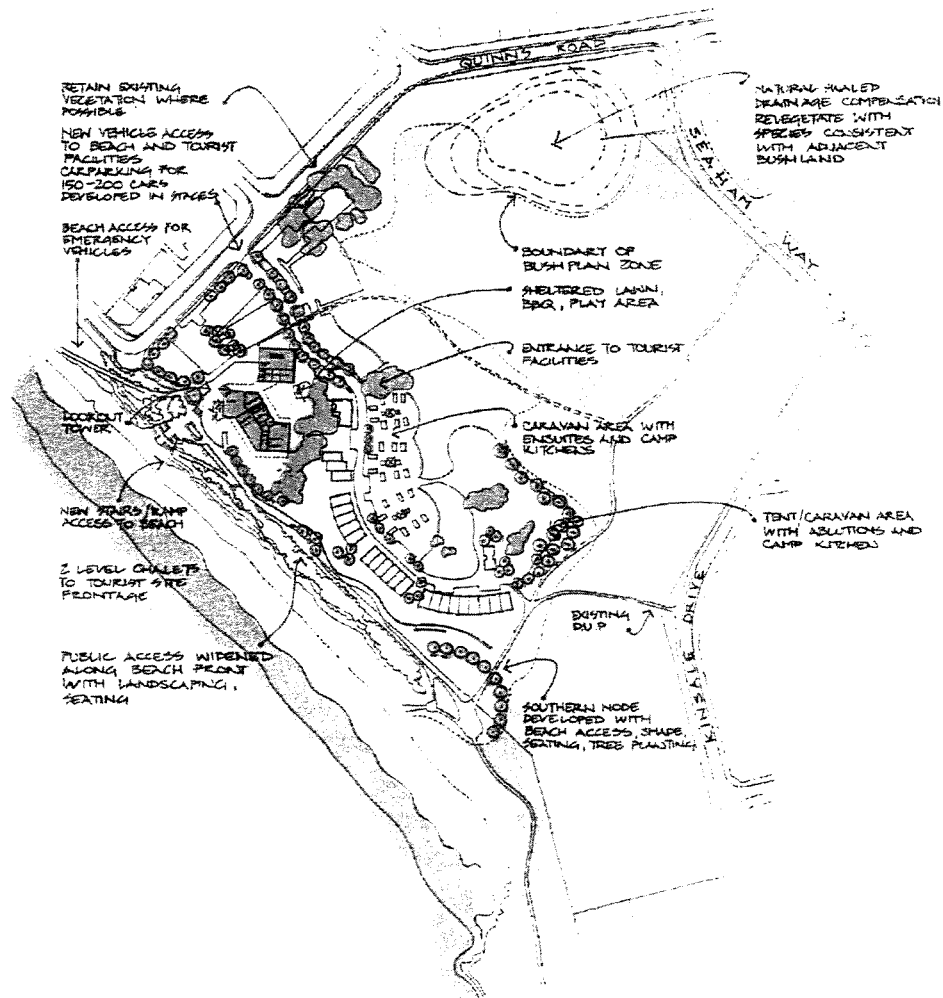 QUINNS ROAD
RETAIN EXISTING
VEGETATION WHERE
POSSIBLE
NEW VEHICLE ACCESS
TO BEACH AND TOURIST
FACILITIES
CARPARKING FOR
150-200 CARS
DEVELOPED IN STAGES
BEACH ACCESS FOR
EMERGENCY
VEHICLES
NATURAL SWALED
DRAINAGE COMPENSATION
RELEGETATE WITH
SPECIES CONSISTENT
WITH ADJACENT
BUSHLAND
SEAHAM WAY
BOUNDARY OF
BUSH PLAN ZONE
SHELTERED LAWN,
BBQ, PLAY AREA
ENTRANCE TO TOURIST
FACILITIES
LOOKOUT
TOWER
CARAVAN AREA WITH
ENSUITES AND CAMP
KITCHENS
NEW STAIRS/RAMP
ACCESS TO BEACH
TENT/CARAVAN AREA
WITH ABLUTIONS AND
CAMP KITCHEN
2 LEVEL CHALETS
TO TOURIST SITE
FRONTAGE
EXISTING
D.U.P
KINSALE DRIVE
PUBLIC ACCESS WIDENED
ALONG BEACH FRONT
WITH LANDSCAPING,
SEATING
SOUTHERN NODE
DEVELOPED WITH
BEACH ACCESS, SHADE,
SEATING, TREE PLANTING